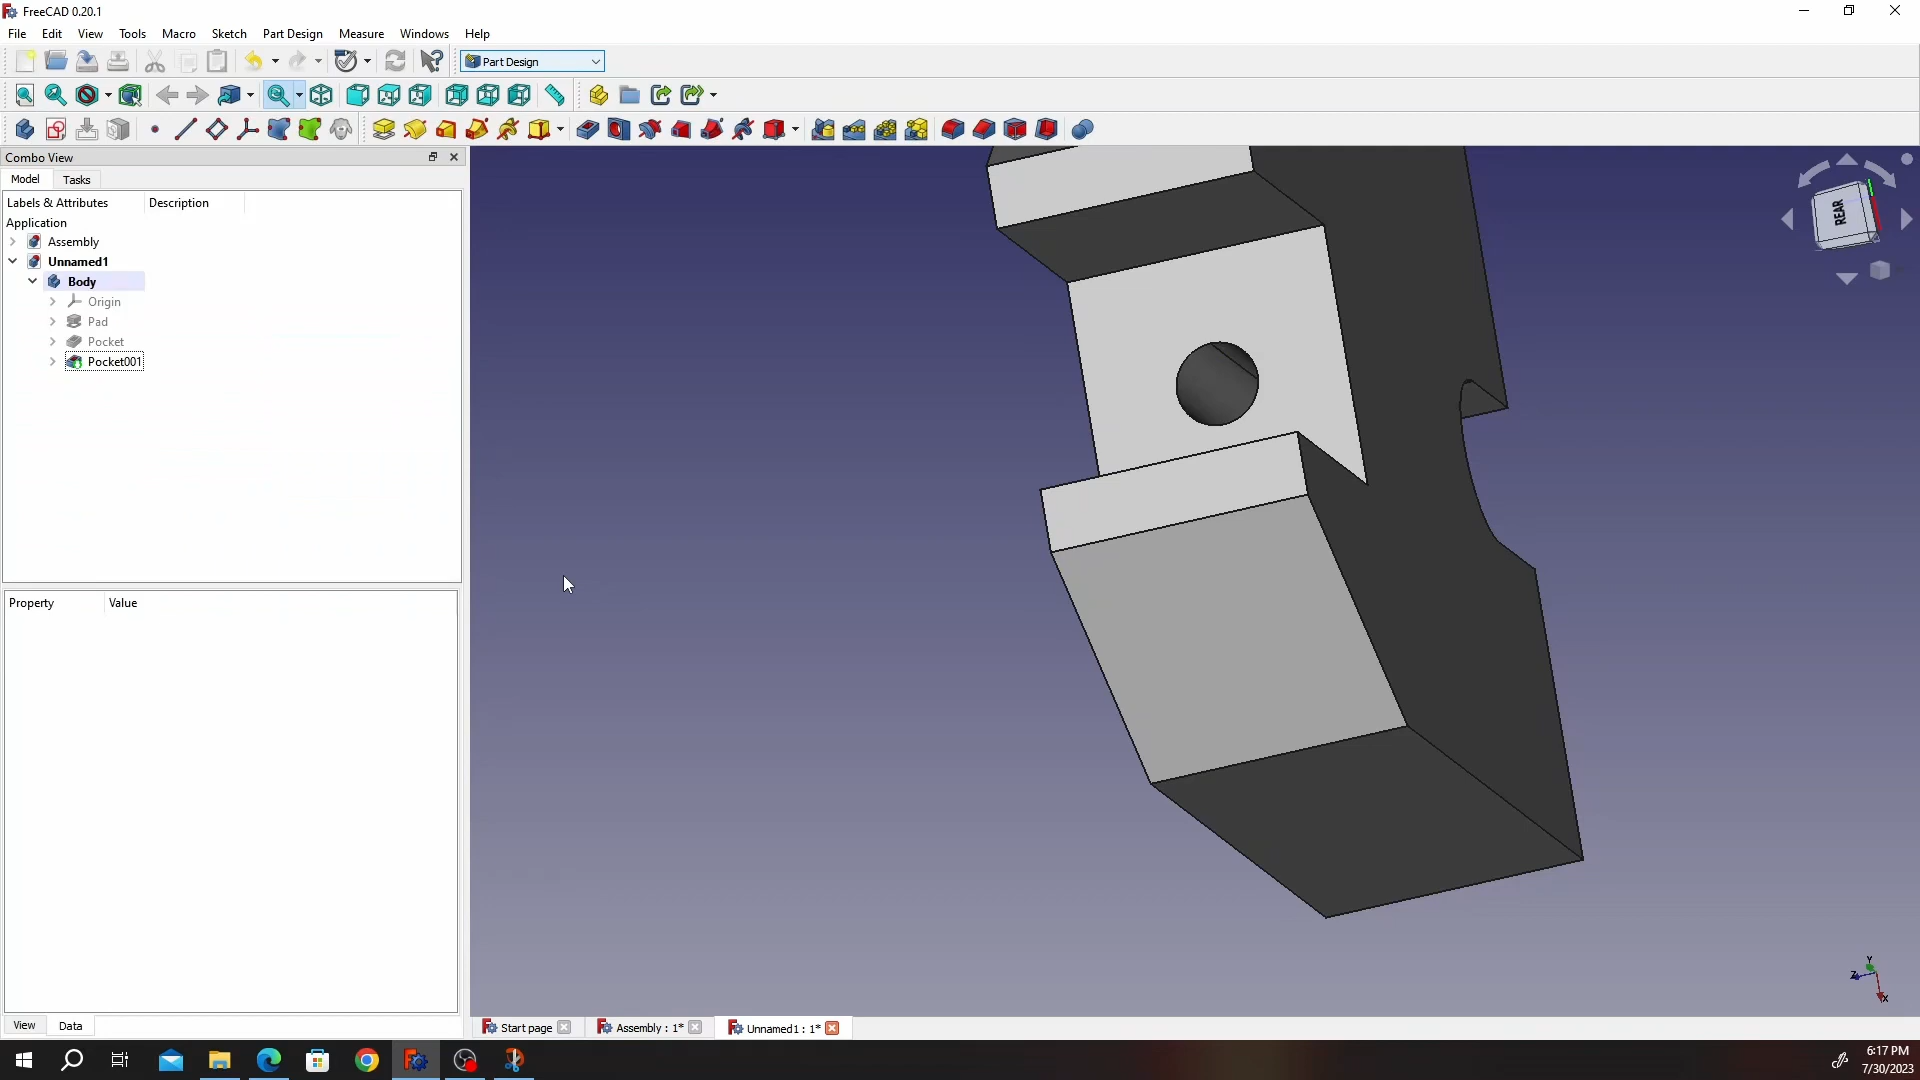 FreeCAD 0.20.1
File Edit View Tools Macro Sketch Part Design Measure Windows Help
Part Design
Combo View
Model Tasks
Labels & Attributes Description
Application
Assembly
Unnamed1
Body
Origin
Pad
Pocket
Pocket001
REAR
Property Value
Y
Z
X
View Data
Start page Assembly : 1* Unnamed1 : 1*
6:17 PM
7/30/2023